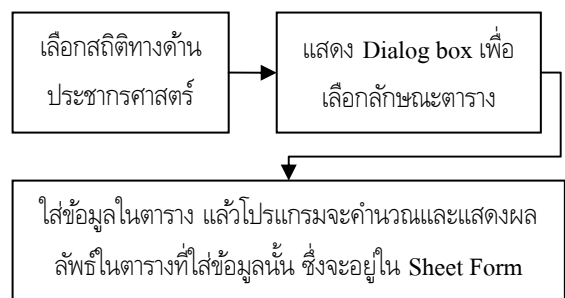 เลือกสถิติทางด้าน
ประชากรศาสตร์
แสดง Dialog box เพื่อ
เลือกลักษณะตาราง
ใส่ข้อมูลในตาราง แล้วโปรแกรมจะคำนวณและแสดงผล
ลัพธ์ในตารางที่ใส่ข้อมูลนั้น ซึ่งจะอยู่ใน Sheet Form